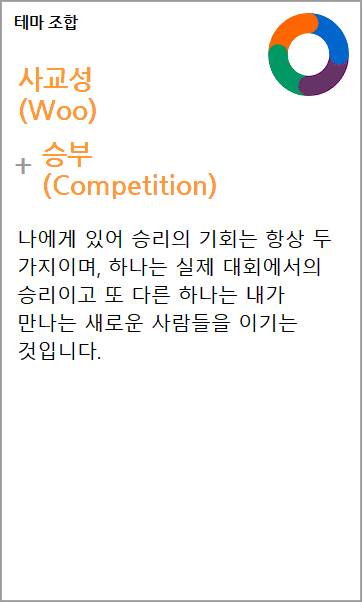 테마 조합
사교성
(Woo)
+ 승부
(Competition)
나에게 있어 승리의 기회는 항상 두
가지이며, 하나는 실제 대회에서의
승리이고 또 다른 하나는 내가
만나는 새로운 사람들을 이기는
것입니다.